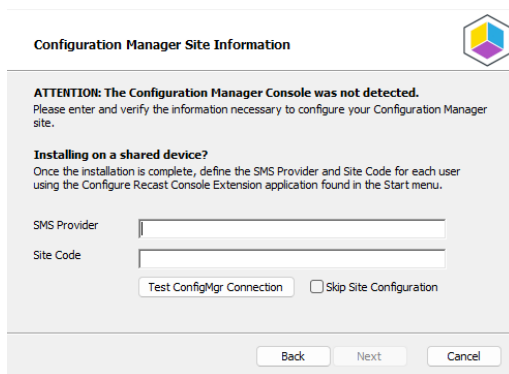 Configuration Manager Site Information
ATTENTION: The Configuration Manager Console was not detected.
Please enter and verify the information necessary to configure your Configuration Manager
site.
Installing on a shared device?
Once the installation is complete, define the SMS Provider and Site Code for each user
using the Configure Recast Console Extension application found in the Start menu.
SMS Provider
Site Code
Test ConfigMgr Connection
Skip Site Configuration
Back
Next
Cancel